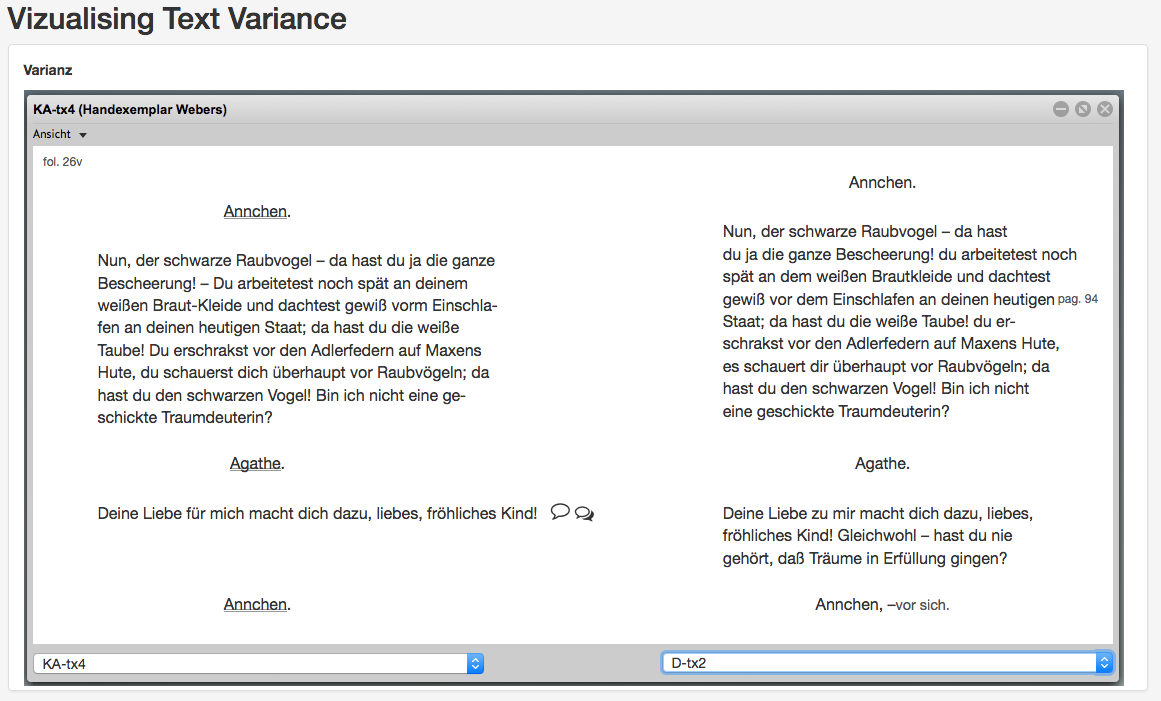 Vizualising Text Variance
Varianz
KA-tx4 (Handexemplar Webers)
Ansicht
fol. 26v
Annchen.
Nun, der schwarze Raubvogel – da hast du ja die ganze
Bescheerung! – Du arbeitetest noch spät an deinem
weißen Braut-Kleide und dachtest gewiß vorm Einschla-
fen an deinen heutigen Staat; da hast du die weiße
Taube! Du erschrakst vor den Adlerfedern auf Maxens
Hute, du schauerst dich überhaupt vor Raubvögeln; da
hast du den schwarzen Vogel! Bin ich nicht eine ge-
schickte Traumdeuterin?
Agathe.
Deine Liebe für mich macht dich dazu, liebes, fröhliches Kind!
Annchen.
KA-tx4
Annchen.
Nun, der schwarze Raubvogel – da hast
du ja die ganze Bescheerung! du arbeitetest noch
spät an dem weißen Brautkleide und dachtest
gewiß vor dem Einschlafen an deinen heutigen pag. 94
Staat; da hast du die weiße Taube! du er-
schrakst vor den Adlerfedern auf Maxens Hute,
es schauert dir überhaupt vor Raubvögeln; da
hast du den schwarzen Vogel! Bin ich nicht
eine geschickte Traumdeuterin?
Agathe.
Deine Liebe zu mir macht dich dazu, liebes,
fröhliches Kind! Gleichwohl – hast du nie
gehört, daß Träume in Erfüllung gingen?
Annchen, –vor sich.
D-tx2